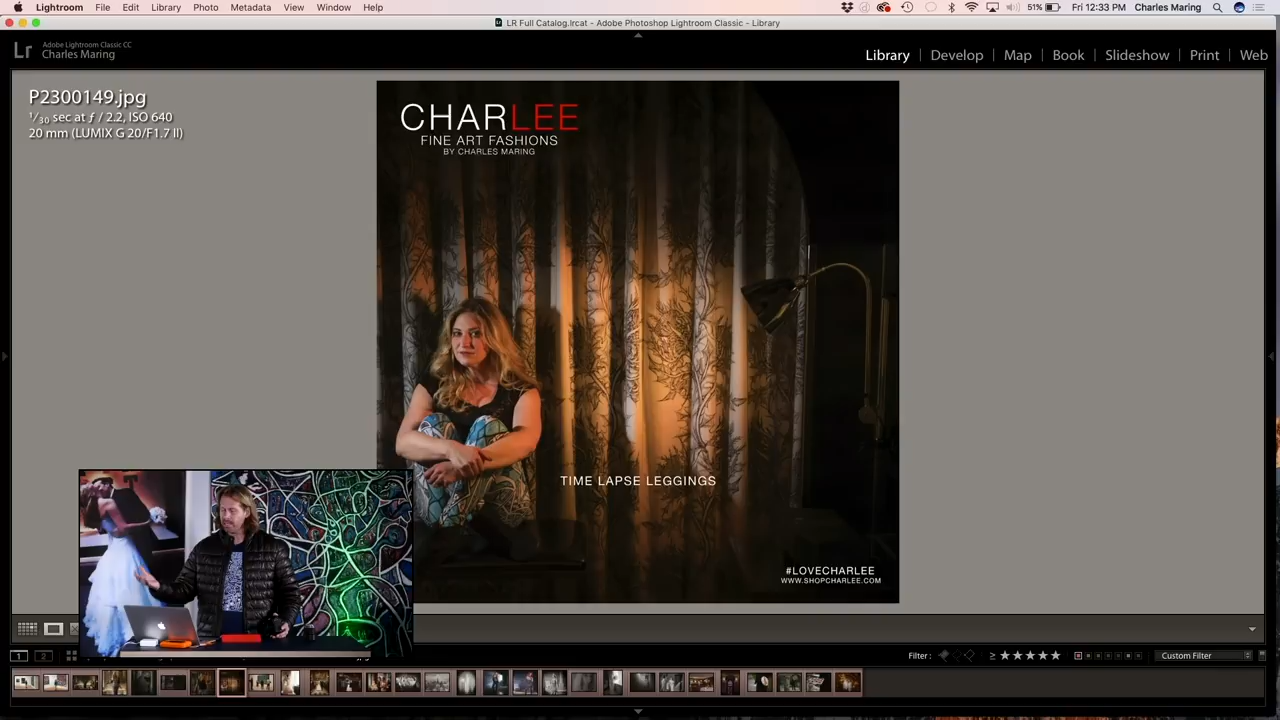 Lightroom File Edit Library Photo Metadata View Window Help
51% Fri 12:33 PM Charles Maring
LR Full Catalog.lrcat - Adobe Photoshop Lightroom Classic - Library
Lr Adobe Lightroom Classic CC
Charles Maring
Library | Develop | Map | Book | Slideshow | Print | Web
P2300149.jpg
1/30 sec at ƒ / 2.2, ISO 640
20 mm (LUMIX G 20/F1.7 II)
CHARLEE
FINE ART FASHIONS
BY CHARLES MARING
TIME LAPSE LEGGINGS
#LOVECHARLEE
WWW.SHOPCHARLEE.COM
1 2
Filter : ≥ ★★★★★ Custom Filter